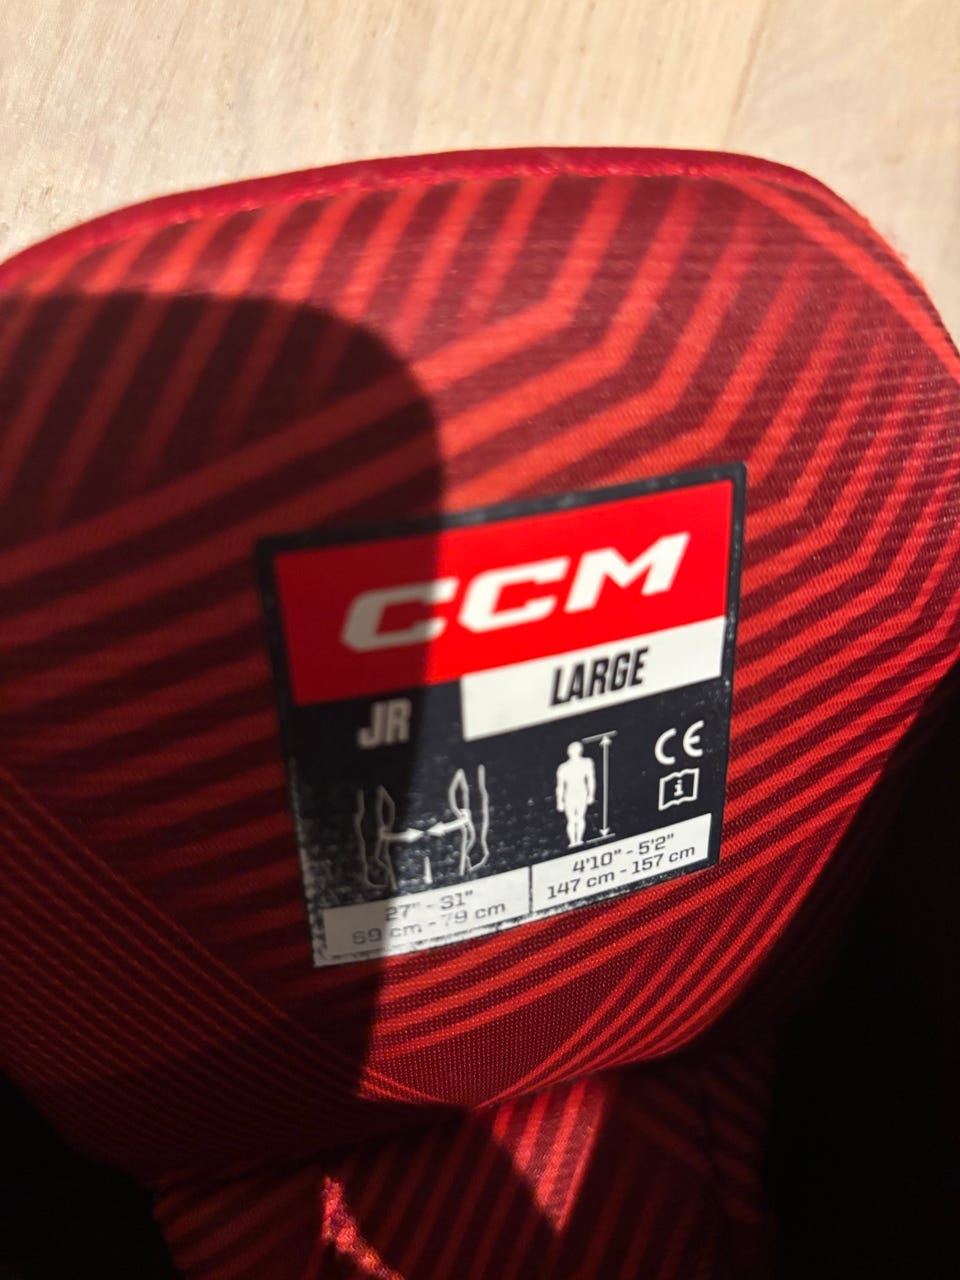 CCM
JR
LARGE
CE
i
27" - 31"
69 cm - 79 cm
4'10" - 5'2"
147 cm - 157 cm